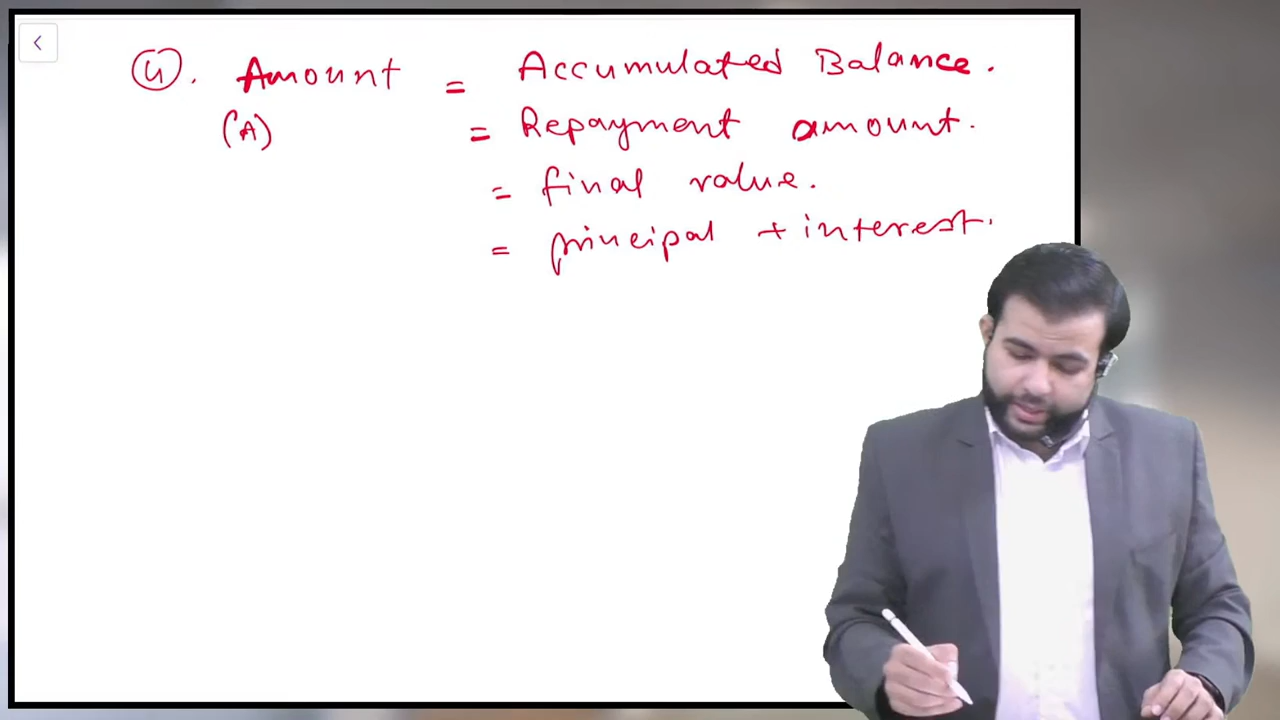 4. Amount = Accumulated Balance.
(A) = Repayment amount.
= final value.
= principal + interest.